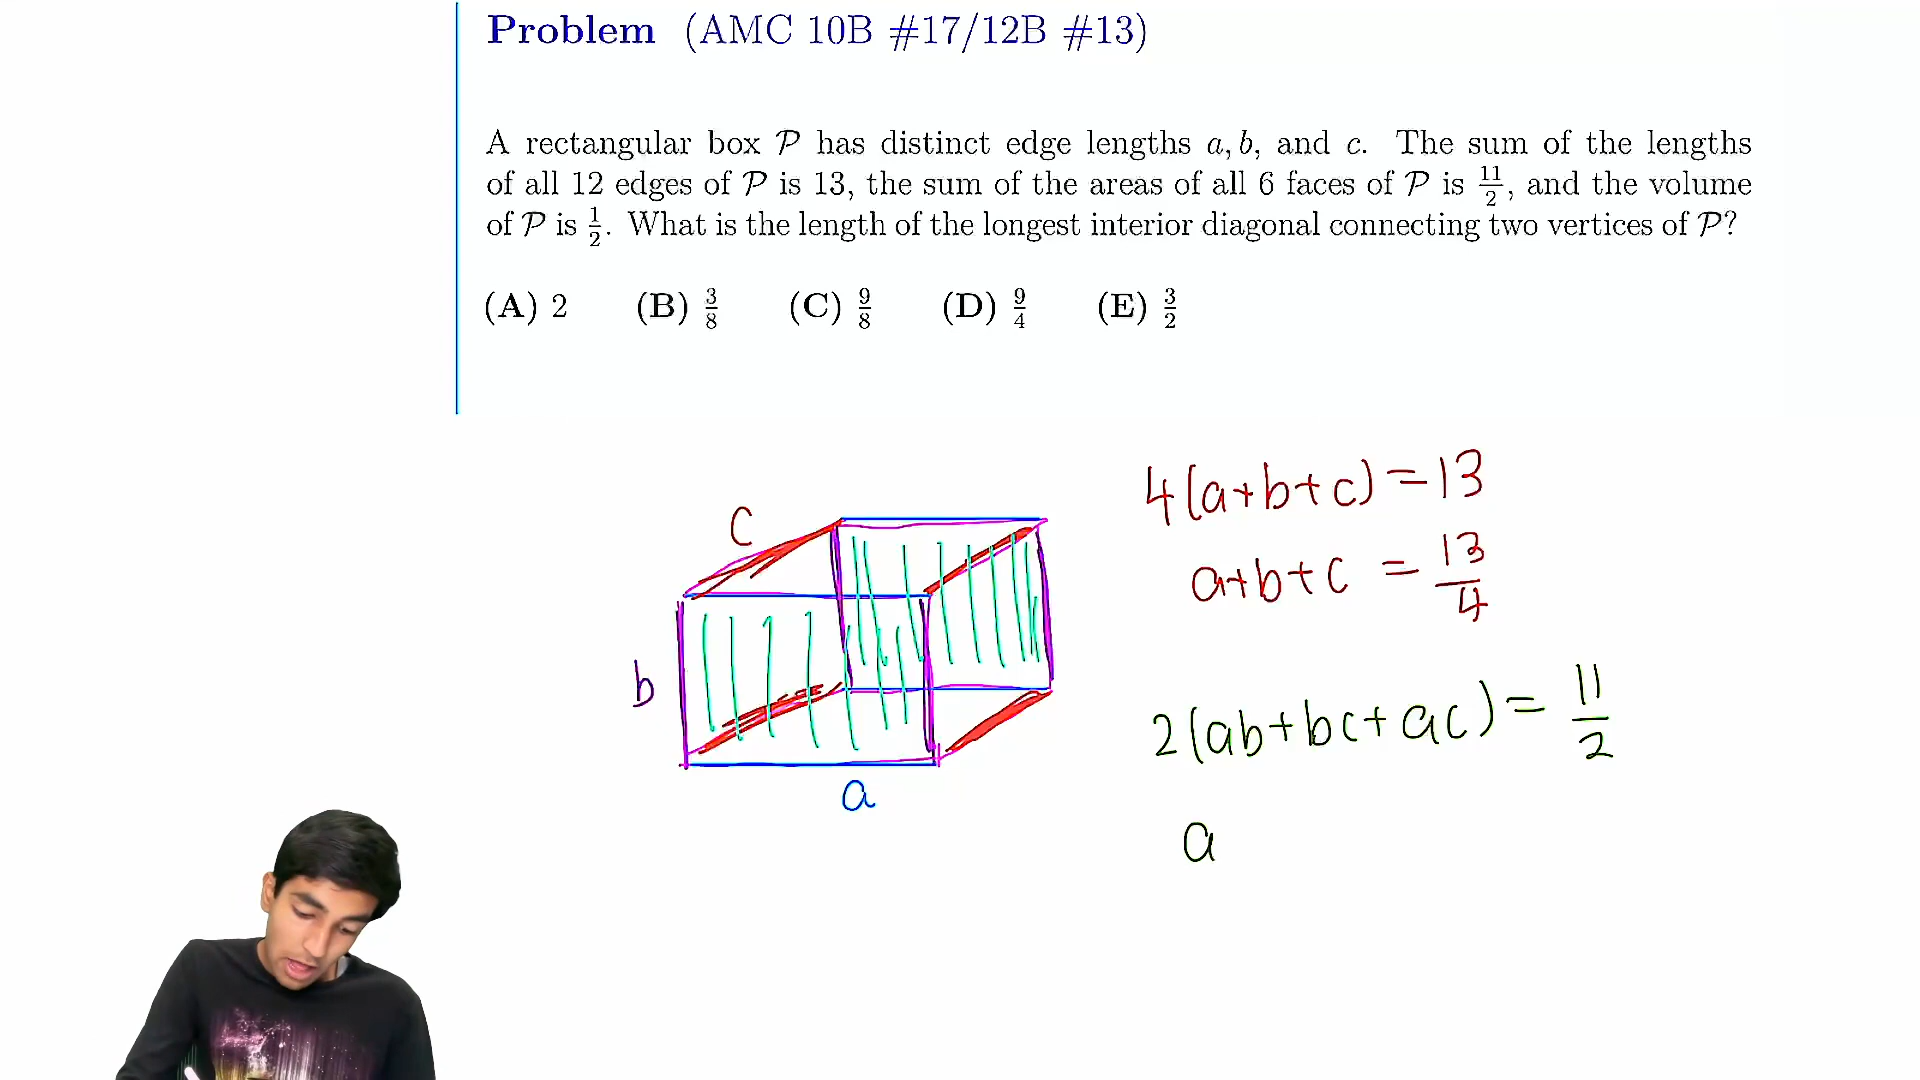 Problem (AMC 10B #17/12B #13)
A rectangular box 𝒫 has distinct edge lengths a, b, and c. The sum of the lengths
of all 12 edges of 𝒫 is 13, the sum of the areas of all 6 faces of 𝒫 is 11/2, and the volume
of 𝒫 is 1/2. What is the length of the longest interior diagonal connecting two vertices of 𝒫?
(A) 2 (B) 3/8 (C) 9/8 (D) 9/4 (E) 3/2
c
b
a
4(a+b+c)=13
a+b+c = 13/4
2(ab+bc+ac)= 11/2
a